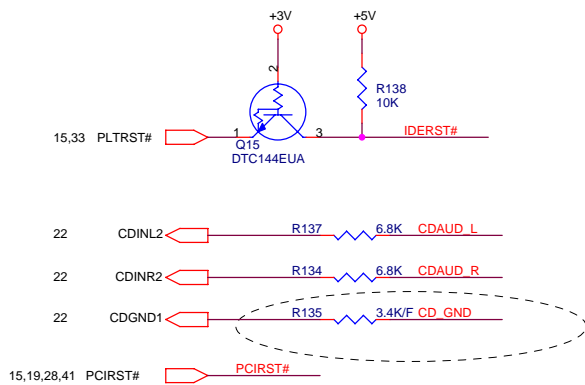 +3V +5V
2
R138
10K
15,33 PLTRST# 1 3 IDERST#
Q15
DTC144EUA
22 CDINL2 R137 6.8K CDAUD_L
22 CDINR2 R134 6.8K CDAUD_R
22 CDGND1 R135 3.4K/F CD_GND
15,19,28,41 PCIRST# PCIRST#